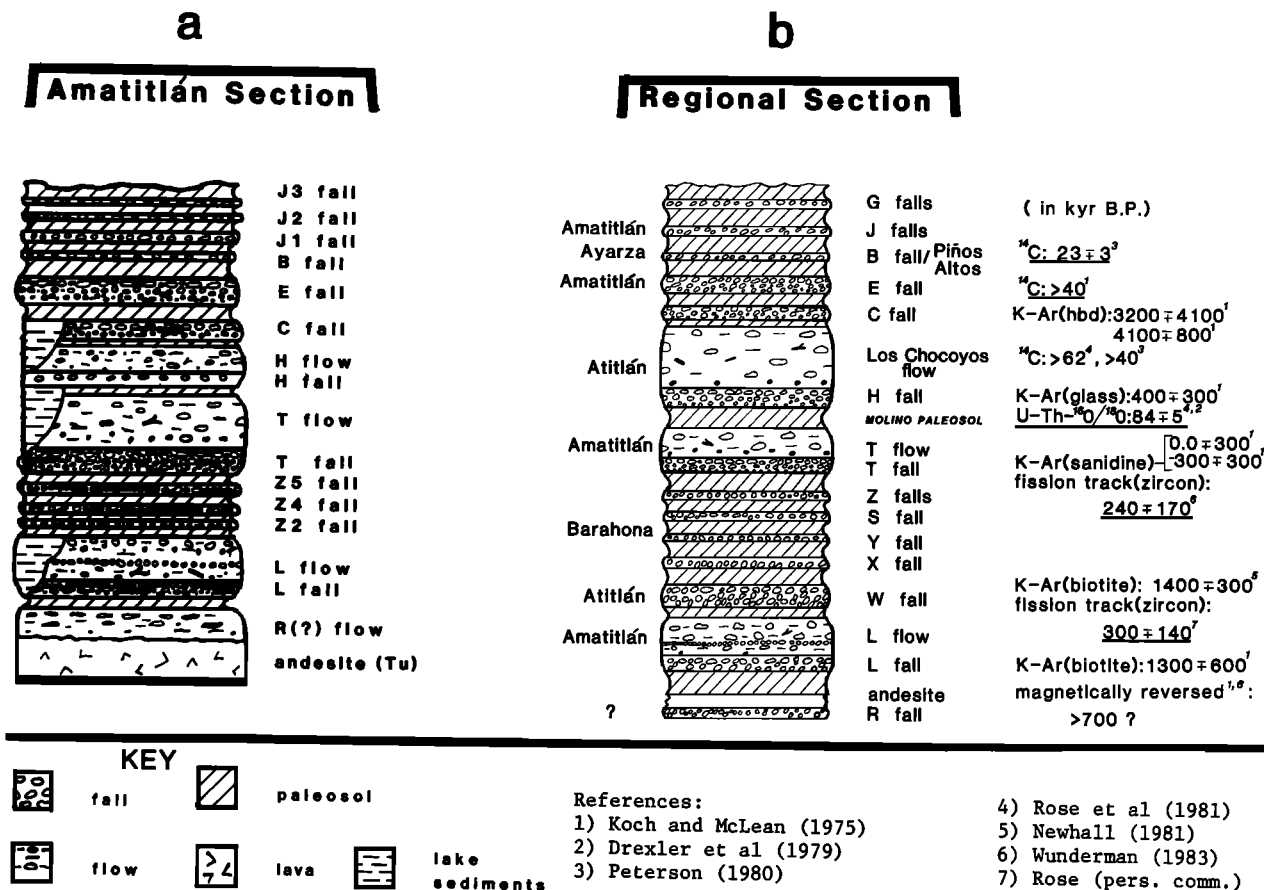 a
Amatitlán Section
J3 fall
J2 fall
J1 fall
B fall
E fall
C fall
H flow
H fall
T flow
T fall
Z5 fall
Z4 fall
Z2 fall
L flow
L fall
R(?) flow
andesite (Tu)
b
Regional Section
G falls
( in kyr B.P.)
Amatitlán
J falls
Ayarza
B fall/Piños Altos
¹⁴C: 23∓3³
Amatitlán
E fall
¹⁴C: >40¹
C fall
K–Ar(hbd):3200∓4100¹
4100∓800¹
Atitlán
Los Chocoyos
flow
¹⁴C:>62⁴, >40³
H fall
K–Ar(glass):400∓300¹
MOLINO PALEOSOL
U–Th–¹⁶O/¹⁸O:84∓5⁴,²
Amatitlán
T flow
T fall
K–Ar(sanidine)–[0.0∓300¹
-300∓300¹
fission track(zircon):
Z falls
240∓170⁶
S fall
Barahona
Y fall
X fall
Atitlán
W fall
K–Ar(biotite): 1400∓300⁵
fission track(zircon):
Amatitlán
L flow
300∓140⁷
L fall
K–Ar(biotite):1300∓600¹
andesite
magnetically reversed¹,⁶:
?
R fall
>700 ?
KEY
fall
paleosol
flow
lava
lake
sediments
References:
1) Koch and McLean (1975)
2) Drexler et al (1979)
3) Peterson (1980)
4) Rose et al (1981)
5) Newhall (1981)
6) Wunderman (1983)
7) Rose (pers. comm.)